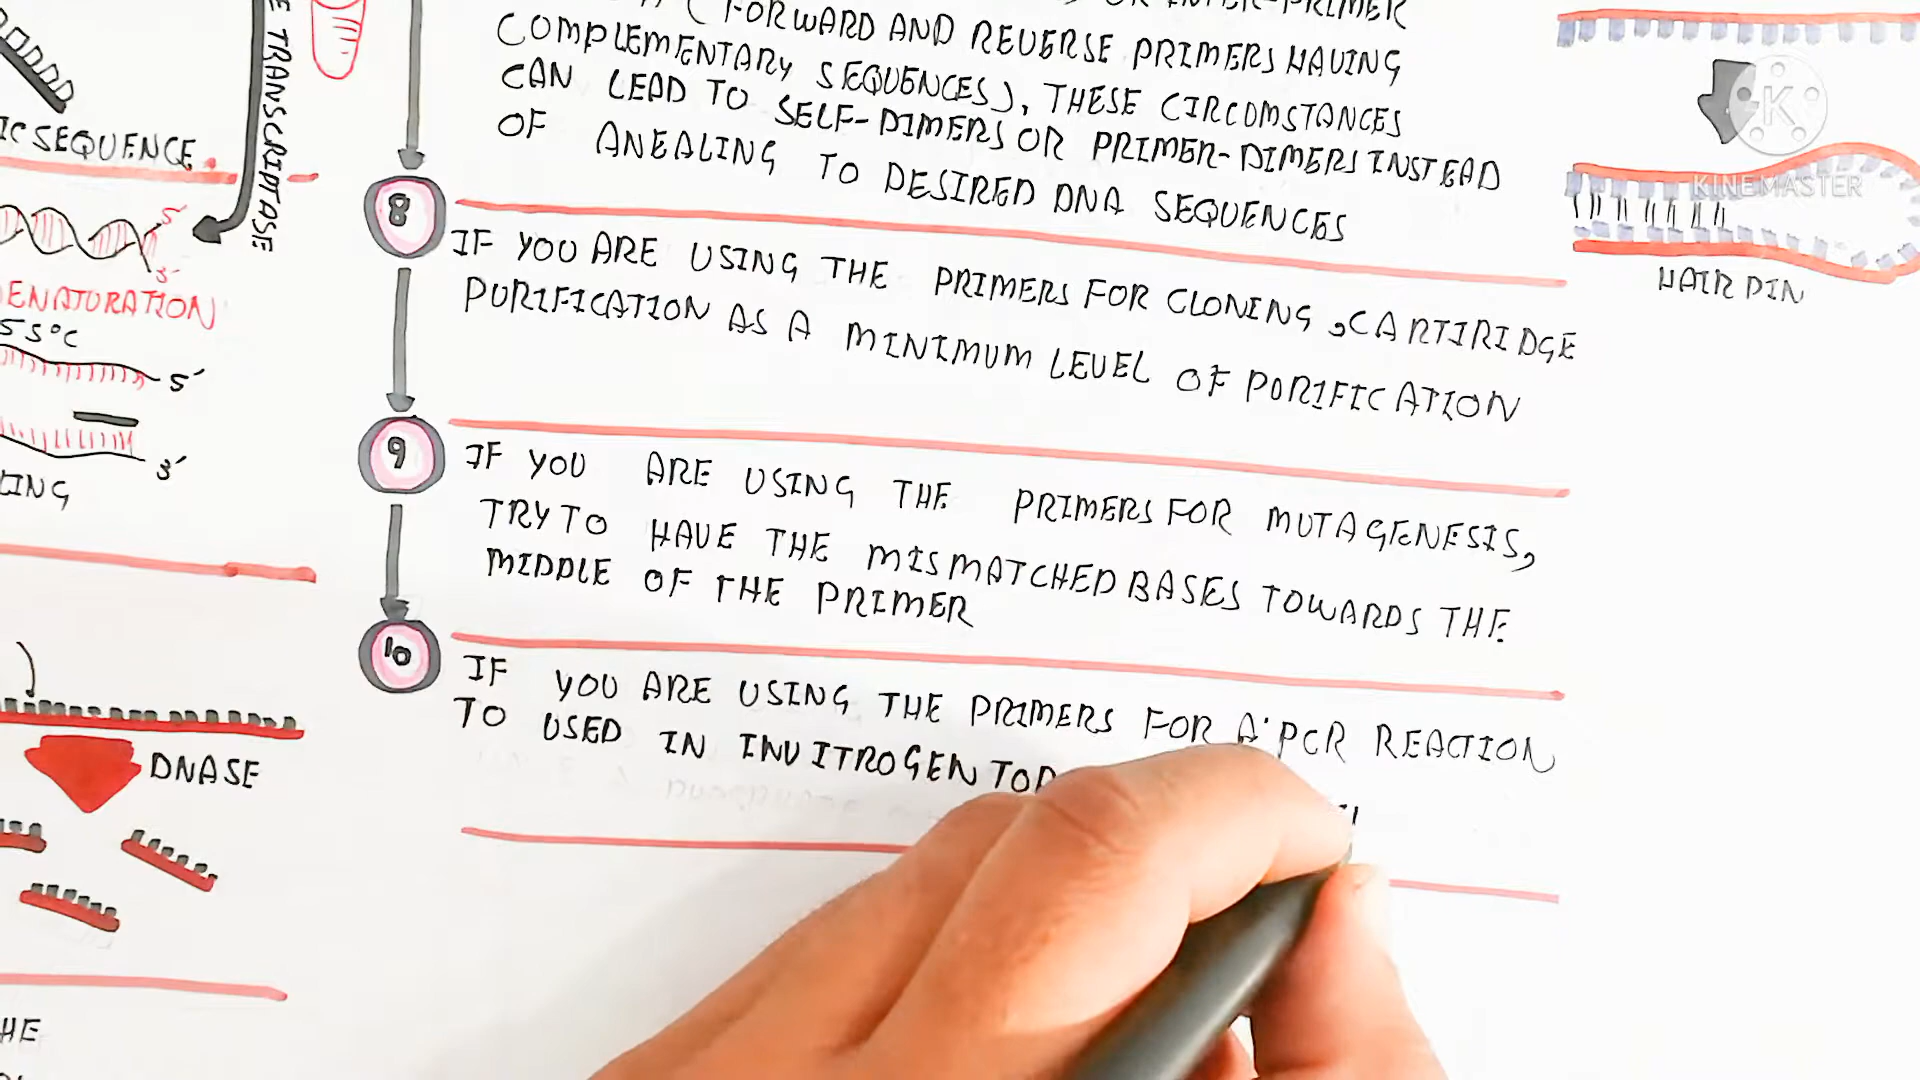 (FORWARD AND REVERSE PRIMERS HAVING
COMPLEMENTARY SEQUENCES), THESE CIRCOMSTANCES
CAN LEAD TO SELF-DIMERS OR PRIMER-DIMERS INSTEAD
OF ANEALING TO DESIRED DNA SEQUENCES
8
IF YOU ARE USING THE PRIMERS FOR CLONING, CARTIRIDGE
PURIFICATION AS A MINIMUM LEVEL OF PURIFICATION
9
IF YOU ARE USING THE PRIMERS FOR MUTAGENESIS,
TRY TO HAVE THE MISMATCHED BASES TOWARDS THE
MIDDLE OF THE PRIMER
10
IF YOU ARE USING THE PRIMERS FOR A PCR REACTION
TO USED IN INVITROGEN
IC SEQUENCE
TRANSCRIPTASE
5'
3'
ENATURATION
55°C
5'
3'
LING
DNASE
HE
KINEMASTER
HAIR PIN